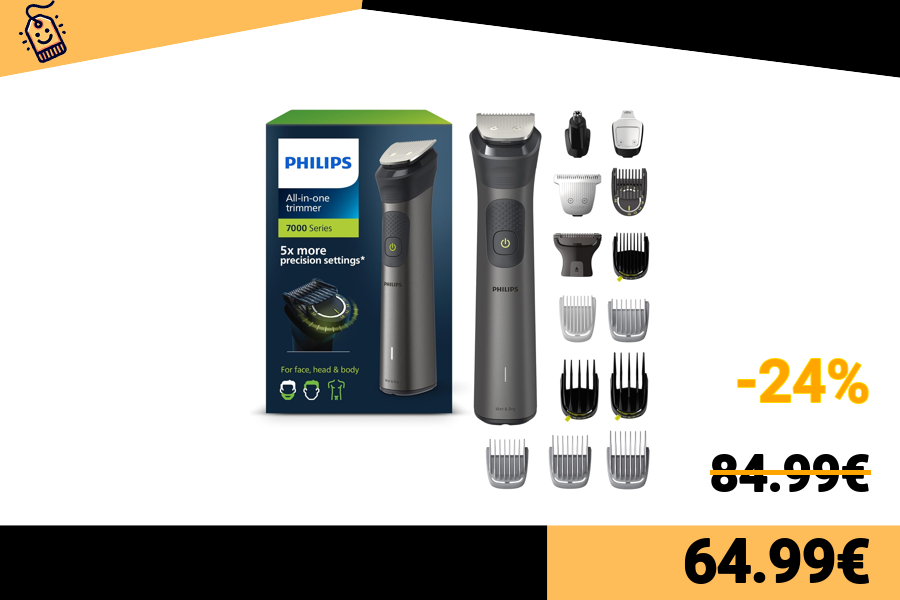 PHILIPS
All-in-one
trimmer
7000 Series
5x more
precision settings*
PHILIPS
For face, head & body
PHILIPS
-24%
84.99€
64.99€